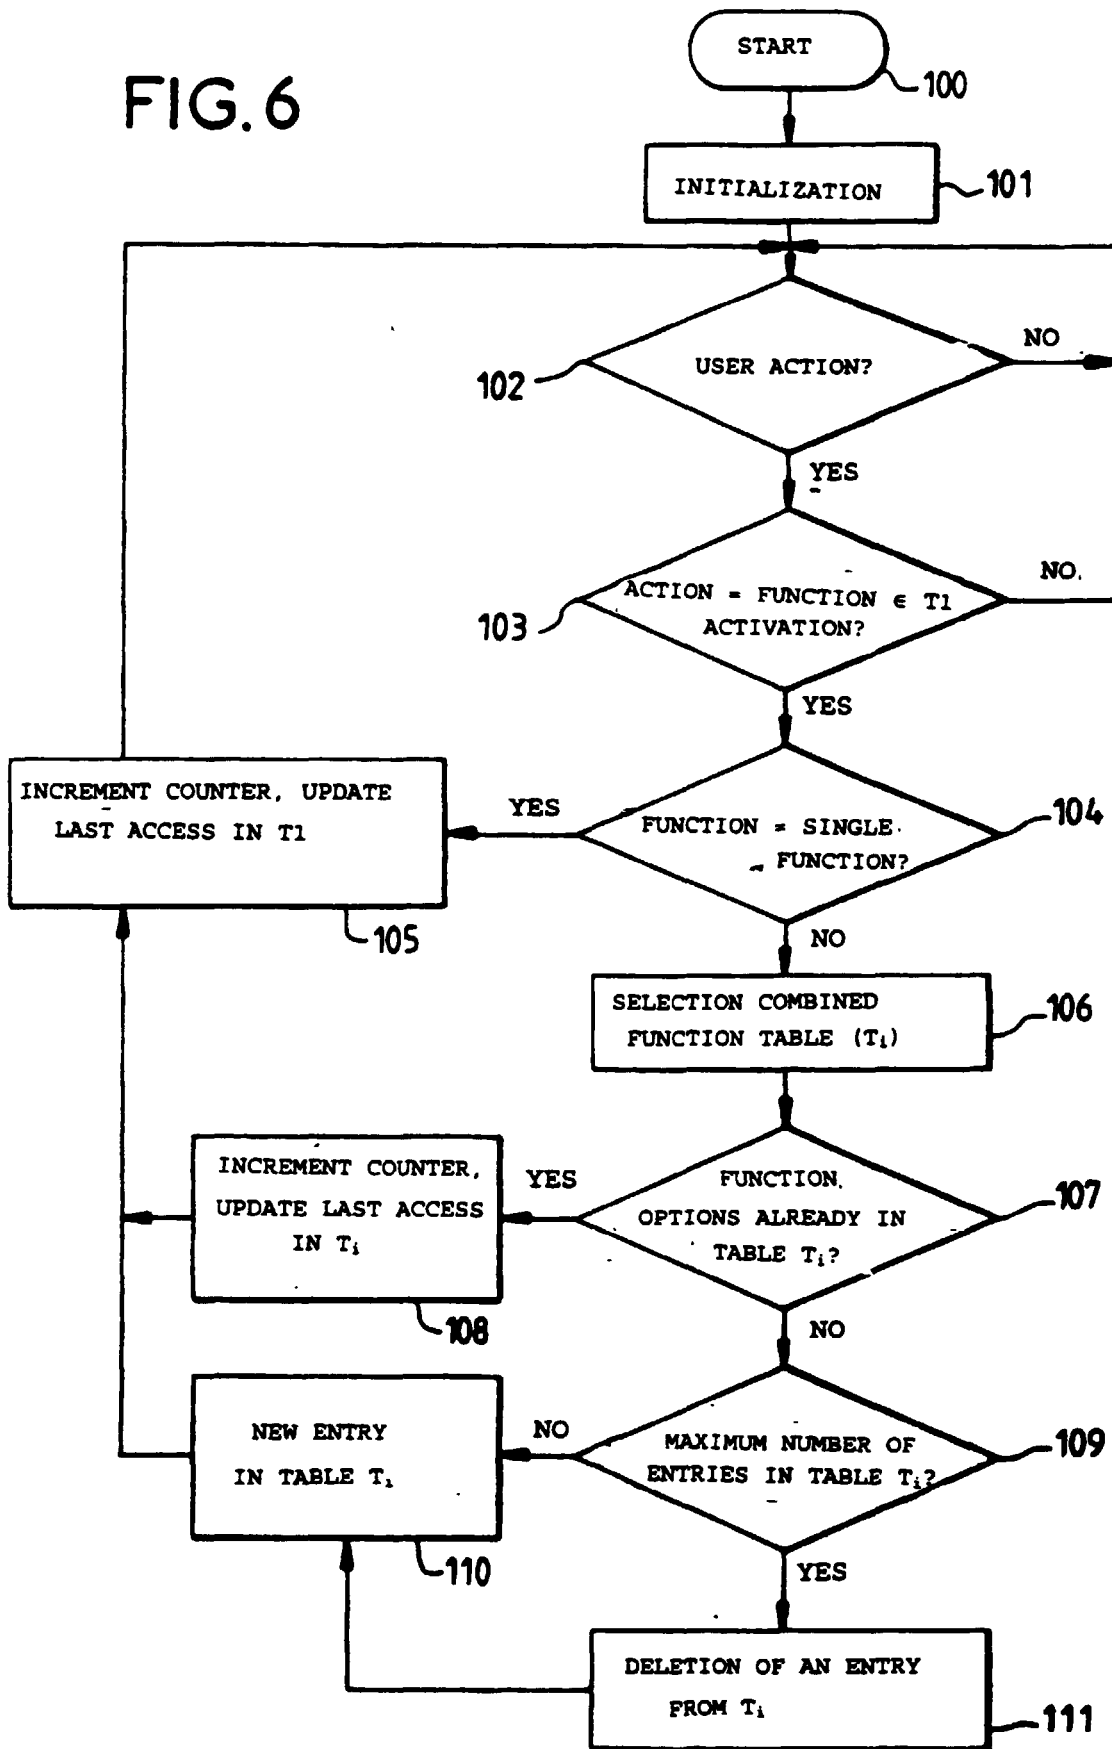 FIG. 6
START
100
INITIALIZATION
101
USER ACTION?
NO
102
YES
ACTION = FUNCTION ∈ T1
ACTIVATION?
NO.
103
YES
INCREMENT COUNTER, UPDATE
LAST ACCESS IN T1
105
YES
FUNCTION = SINGLE
FUNCTION?
104
NO
SELECTION COMBINED
FUNCTION TABLE (Ti)
106
INCREMENT COUNTER,
UPDATE LAST ACCESS
IN Ti
108
YES
FUNCTION,
OPTIONS ALREADY IN
TABLE Ti?
107
NO
NEW ENTRY
IN TABLE Ti
110
NO
MAXIMUM NUMBER OF
ENTRIES IN TABLE Ti?
109
YES
DELETION OF AN ENTRY
FROM Ti
111